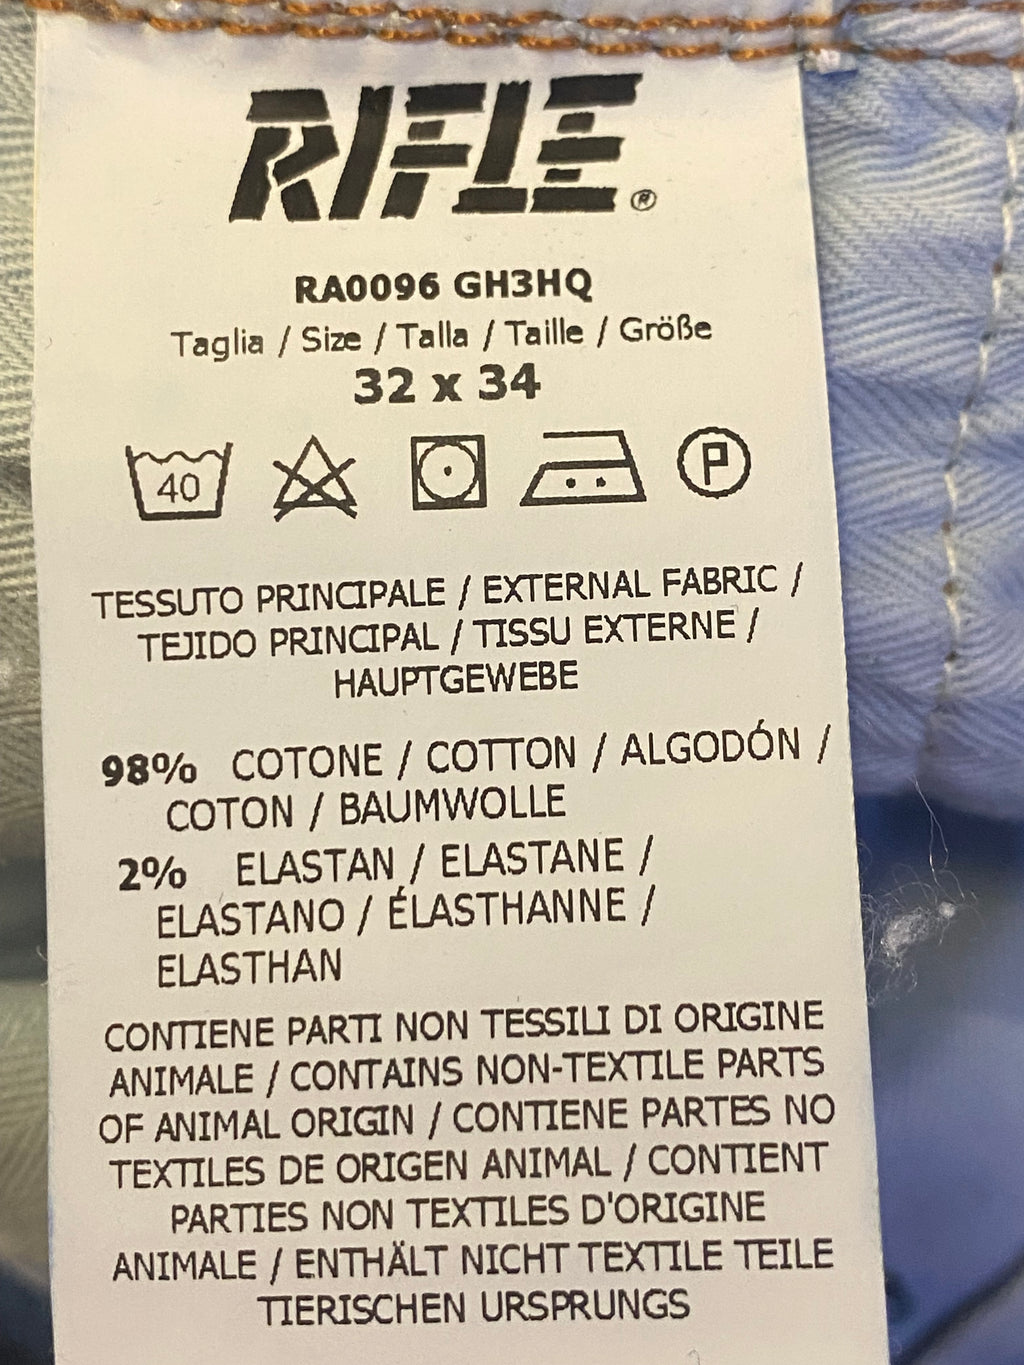 RIFLE®
RA0096 GH3HQ
Taglia / Size / Talla / Taille / Größe
32 x 34
40 P
TESSUTO PRINCIPALE / EXTERNAL FABRIC /
TEJIDO PRINCIPAL / TISSU EXTERNE /
HAUPTGEWEBE
98% COTONE / COTTON / ALGODÓN /
COTON / BAUMWOLLE
2% ELASTAN / ELASTANE /
ELASTANO / ÉLASTHANNE /
ELASTHAN
CONTIENE PARTI NON TESSILI DI ORIGINE
ANIMALE / CONTAINS NON-TEXTILE PARTS
OF ANIMAL ORIGIN / CONTIENE PARTES NO
TEXTILES DE ORIGEN ANIMAL / CONTIENT
PARTIES NON TEXTILES D'ORIGINE
ANIMALE / ENTHÄLT NICHT TEXTILE TEILE
TIERISCHEN URSPRUNGS